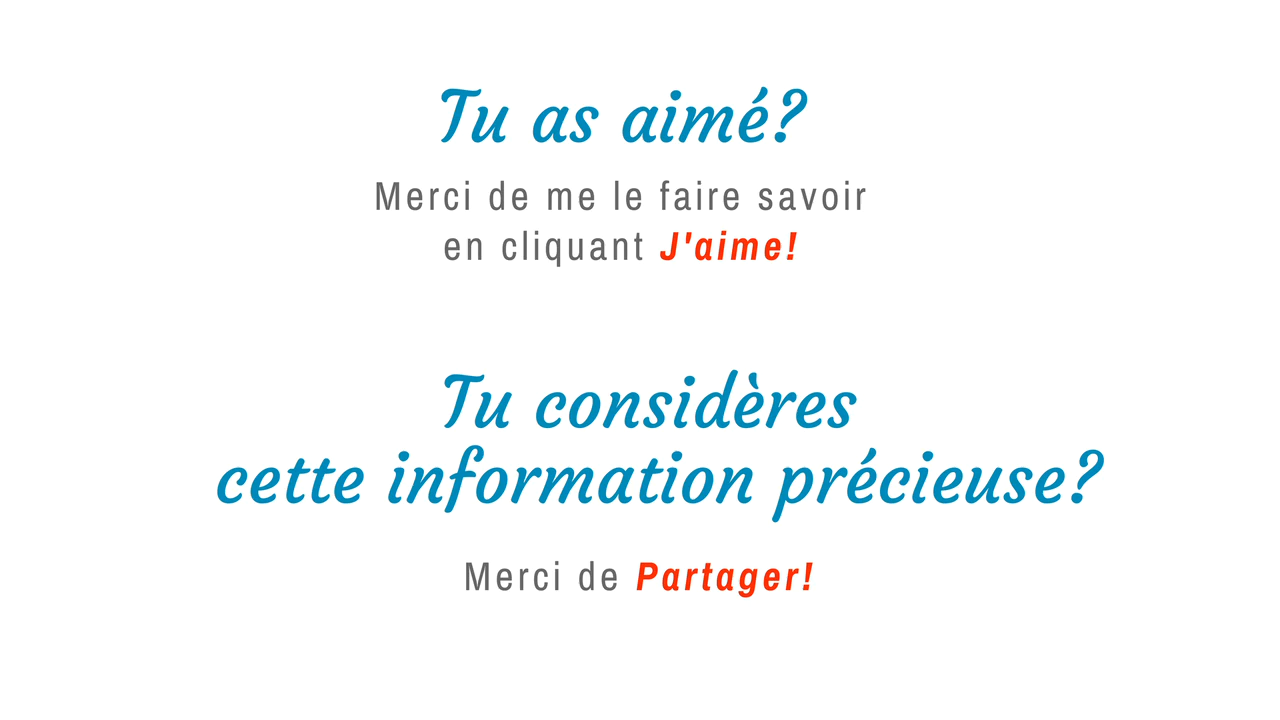 Tu as aimé?
Merci de me le faire savoir
en cliquant J'aime!
Tu considères
cette information précieuse?
Merci de Partager!